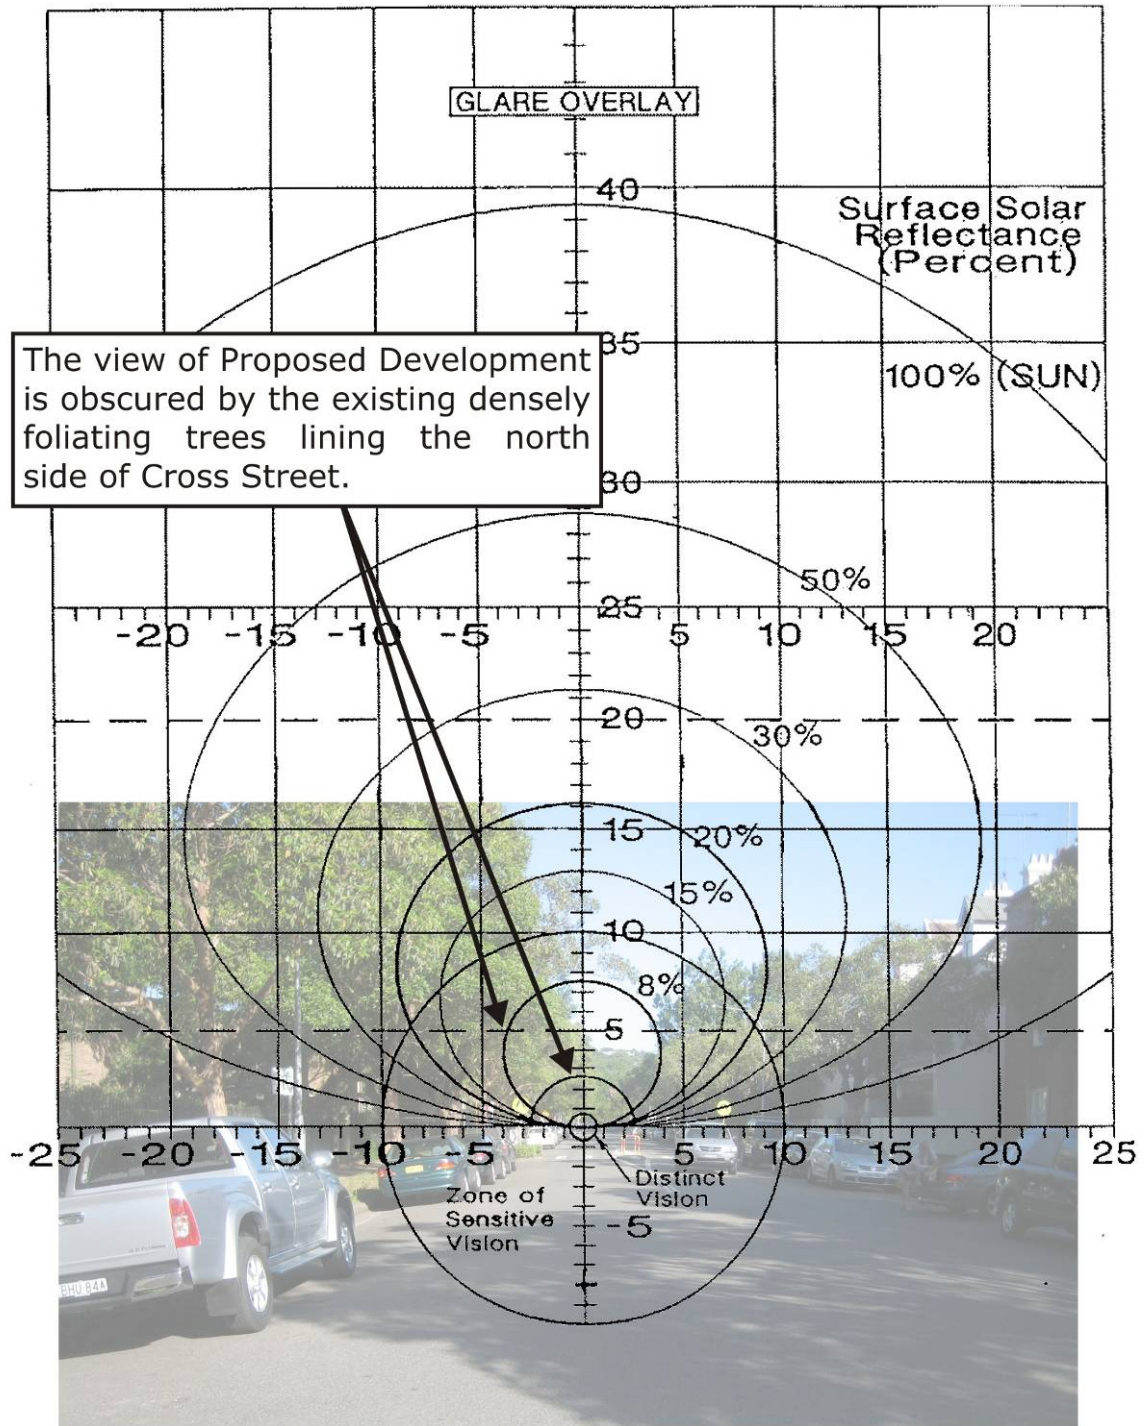 GLARE OVERLAY
40
Surface Solar
Reflectance
(Percent)
35
100% (SUN)
The view of Proposed Development
is obscured by the existing densely
foliating trees lining the north
side of Cross Street.
30
50%
25
-20 -15 -10 -5 5 10 15 20
20
30%
15
20%
15%
10
8%
5
-25 -20 -15 -10 -5 5 10 15 20 25
Distinct
Vision
Zone of
Sensitive
Vision
-5
BHU 84A